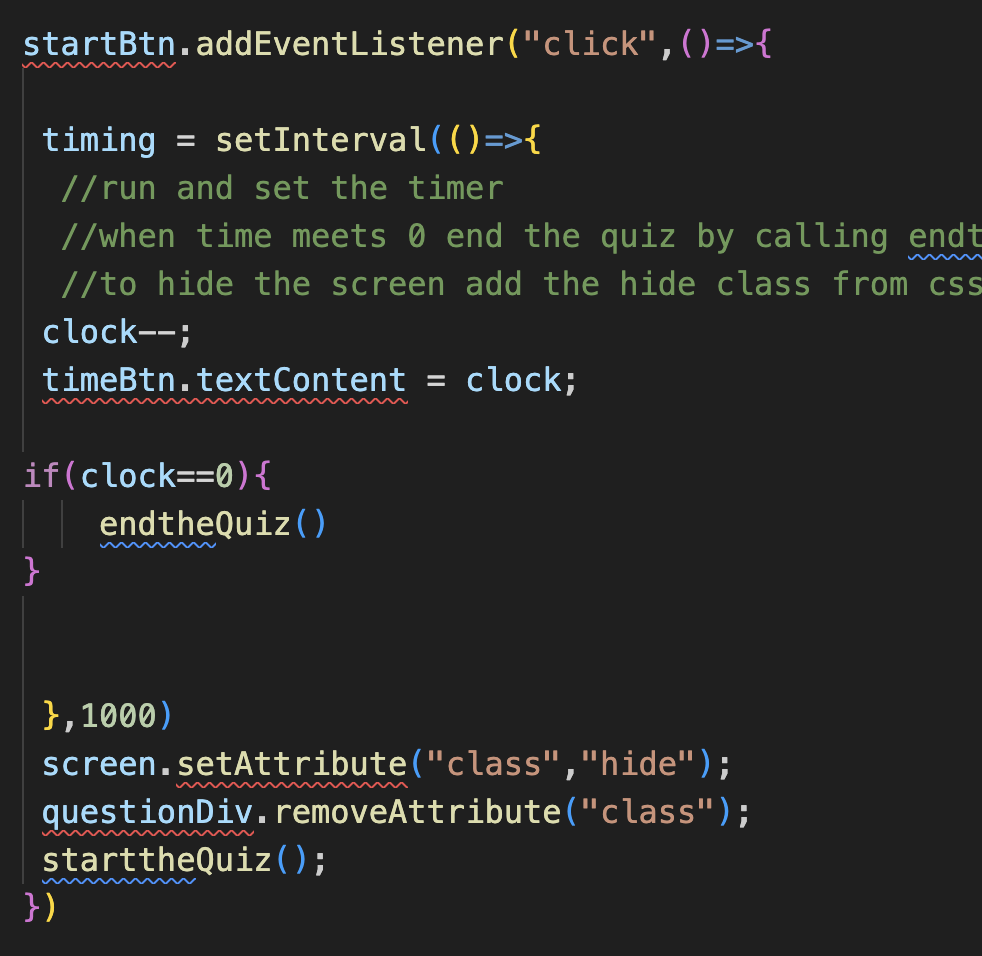 startBtn.addEventListener("click",()=>{
timing = setInterval(()=>{
//run and set the timer
//when time meets 0 end the quiz by calling
//to hide the screen add the hide class from css
clock--;
timeBtn.textContent = clock;
if(clock==0){
endtheQuiz()
}
},1000)
screen.setAttribute("class","hide");
questionDiv.removeAttribute("class");
starttheQuiz();
})